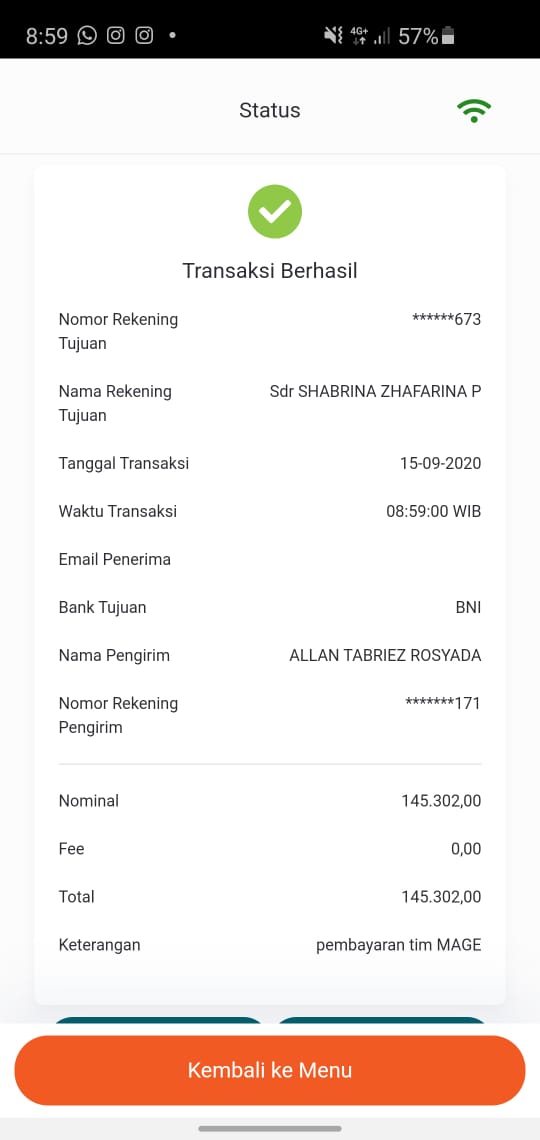 8:59
4G+
57%
Status
Transaksi Berhasil
Nomor Rekening Tujuan ******673
Nama Rekening Tujuan Sdr SHABRINA ZHAFARINA P
Tanggal Transaksi 15-09-2020
Waktu Transaksi 08:59:00 WIB
Email Penerima
Bank Tujuan BNI
Nama Pengirim ALLAN TABRIEZ ROSYADA
Nomor Rekening Pengirim *******171
Nominal 145.302,00
Fee 0,00
Total 145.302,00
Keterangan pembayaran tim MAGE
Kembali ke Menu